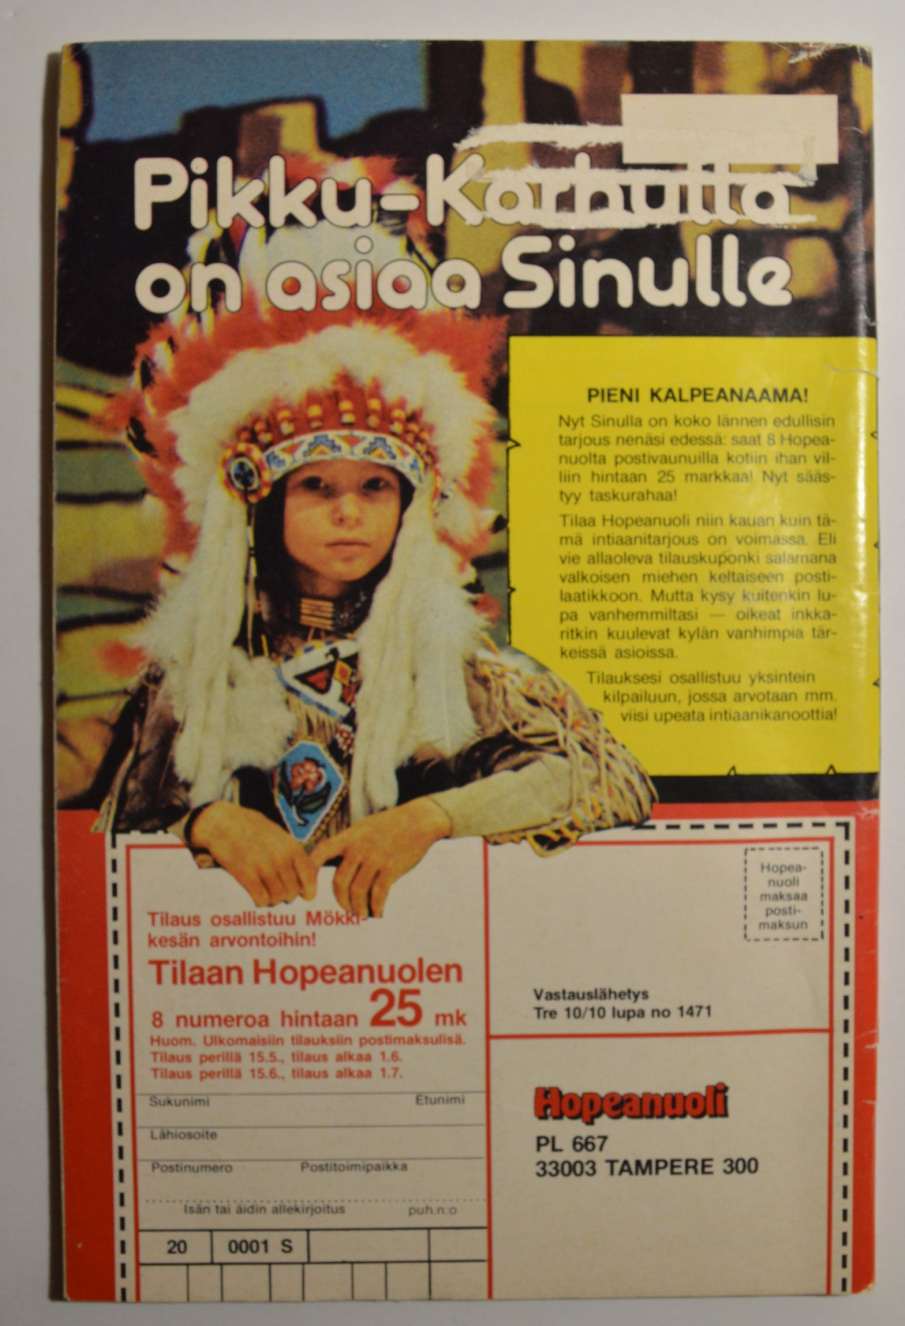 Pikku-Karhulla
on asiaa Sinulle
PIENI KALPEANAAMA!
Nyt Sinulla on koko lännen edullisin
tarjous nenäsi edessä: saat 8 Hopea-
nuolta postivaunuilla kotiin ihan vil-
liin hintaan 25 markkaa! Nyt sääs-
tyy taskurahaa!
Tilaa Hopeanuoli niin kauan kuin tä-
mä intiaanitarjous on voimassa. Eli
vie allaoleva tilauskuponki salamana
valkoisen miehen keltaiseen posti-
laatikkoon. Mutta kysy kuitenkin lu-
pa vanhemmiltasi — oikeat inkka-
ritkin kuulevat kylän vanhimpia tär-
keissä asioissa.
Tilauksesi osallistuu yksintein
kilpailuun, jossa arvotaan mm.
viisi upeata intiaanikanoottia!
Tilaus osallistuu Mökki-
kesän arvontoihin!
Tilaan Hopeanuolen
8 numeroa hintaan 25 mk
Huom. Ulkomaisiin tilauksiin postimaksulisä.
Tilaus perillä 15.5., tilaus alkaa 1.6.
Tilaus perillä 15.6., tilaus alkaa 1.7.
Sukunimi Etunimi
Lähiosoite
Postinumero Postitoimipaikka
Isän tai äidin allekirjoitus puh.n:o
20 0001 S
Hopea-
nuoli
maksaa
posti-
maksun
Vastauslähetys
Tre 10/10 lupa no 1471
Hopeanuoli
PL 667
33003 TAMPERE 300